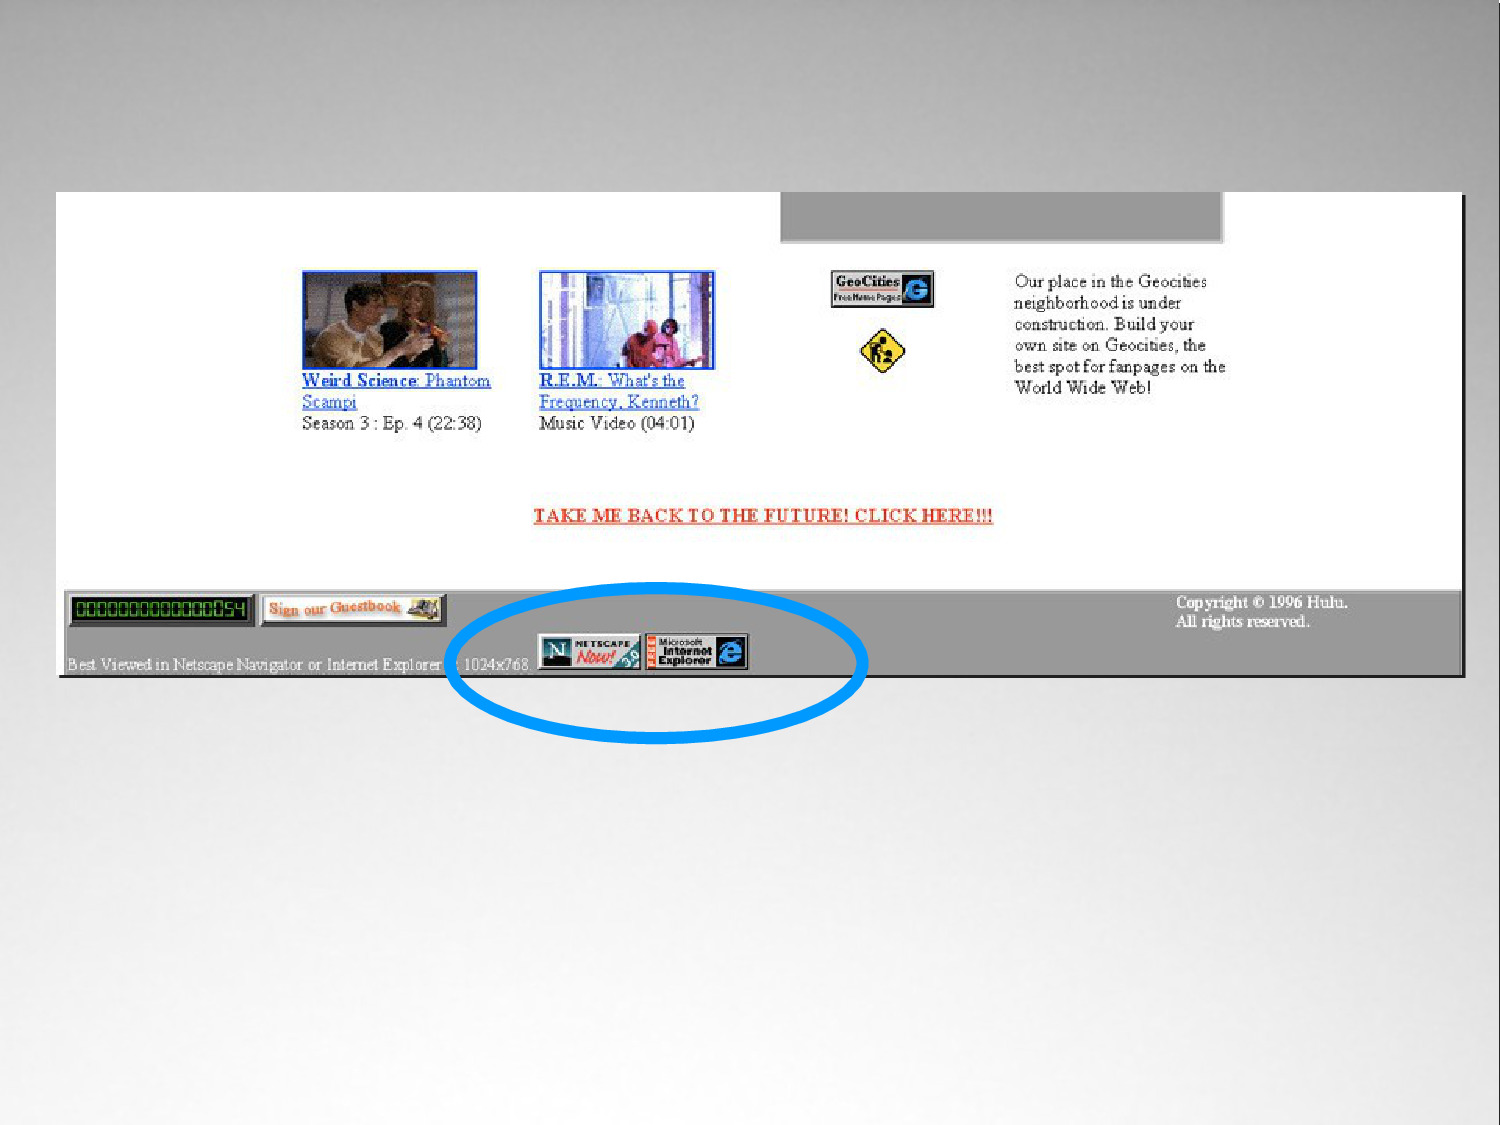 GeoCities
Free Home Pages
Our place in the Geocities
neighborhood is under
construction. Build your
own site on Geocities, the
best spot for fanpages on the
World Wide Web!
Weird Science: Phantom
Scampi
Season 3 : Ep. 4 (22:38)
R.E.M.: What's the
Frequency, Kenneth?
Music Video (04:01)
TAKE ME BACK TO THE FUTURE! CLICK HERE!!!
000000000000054
Sign our Guestbook
Copyright © 1996 Hulu.
All rights reserved.
Best Viewed in Netscape Navigator or Internet Explorer
1024x768
N NETSCAPE
Now! 3.0
FREE
Microsoft
Internet
Explorer